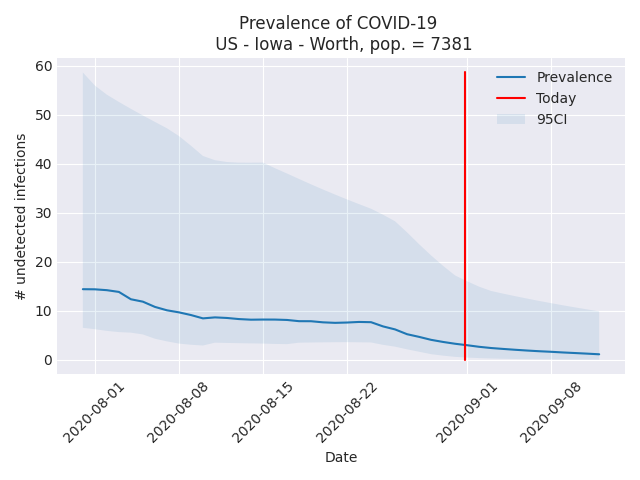 Prevalence of COVID-19
US - Iowa - Worth, pop. = 7381
# undetected infections
60
50
40
30
20
10
0
Prevalence
Today
95CI
2020-08-01
2020-08-08
2020-08-15
2020-08-22
2020-09-01
2020-09-08
Date